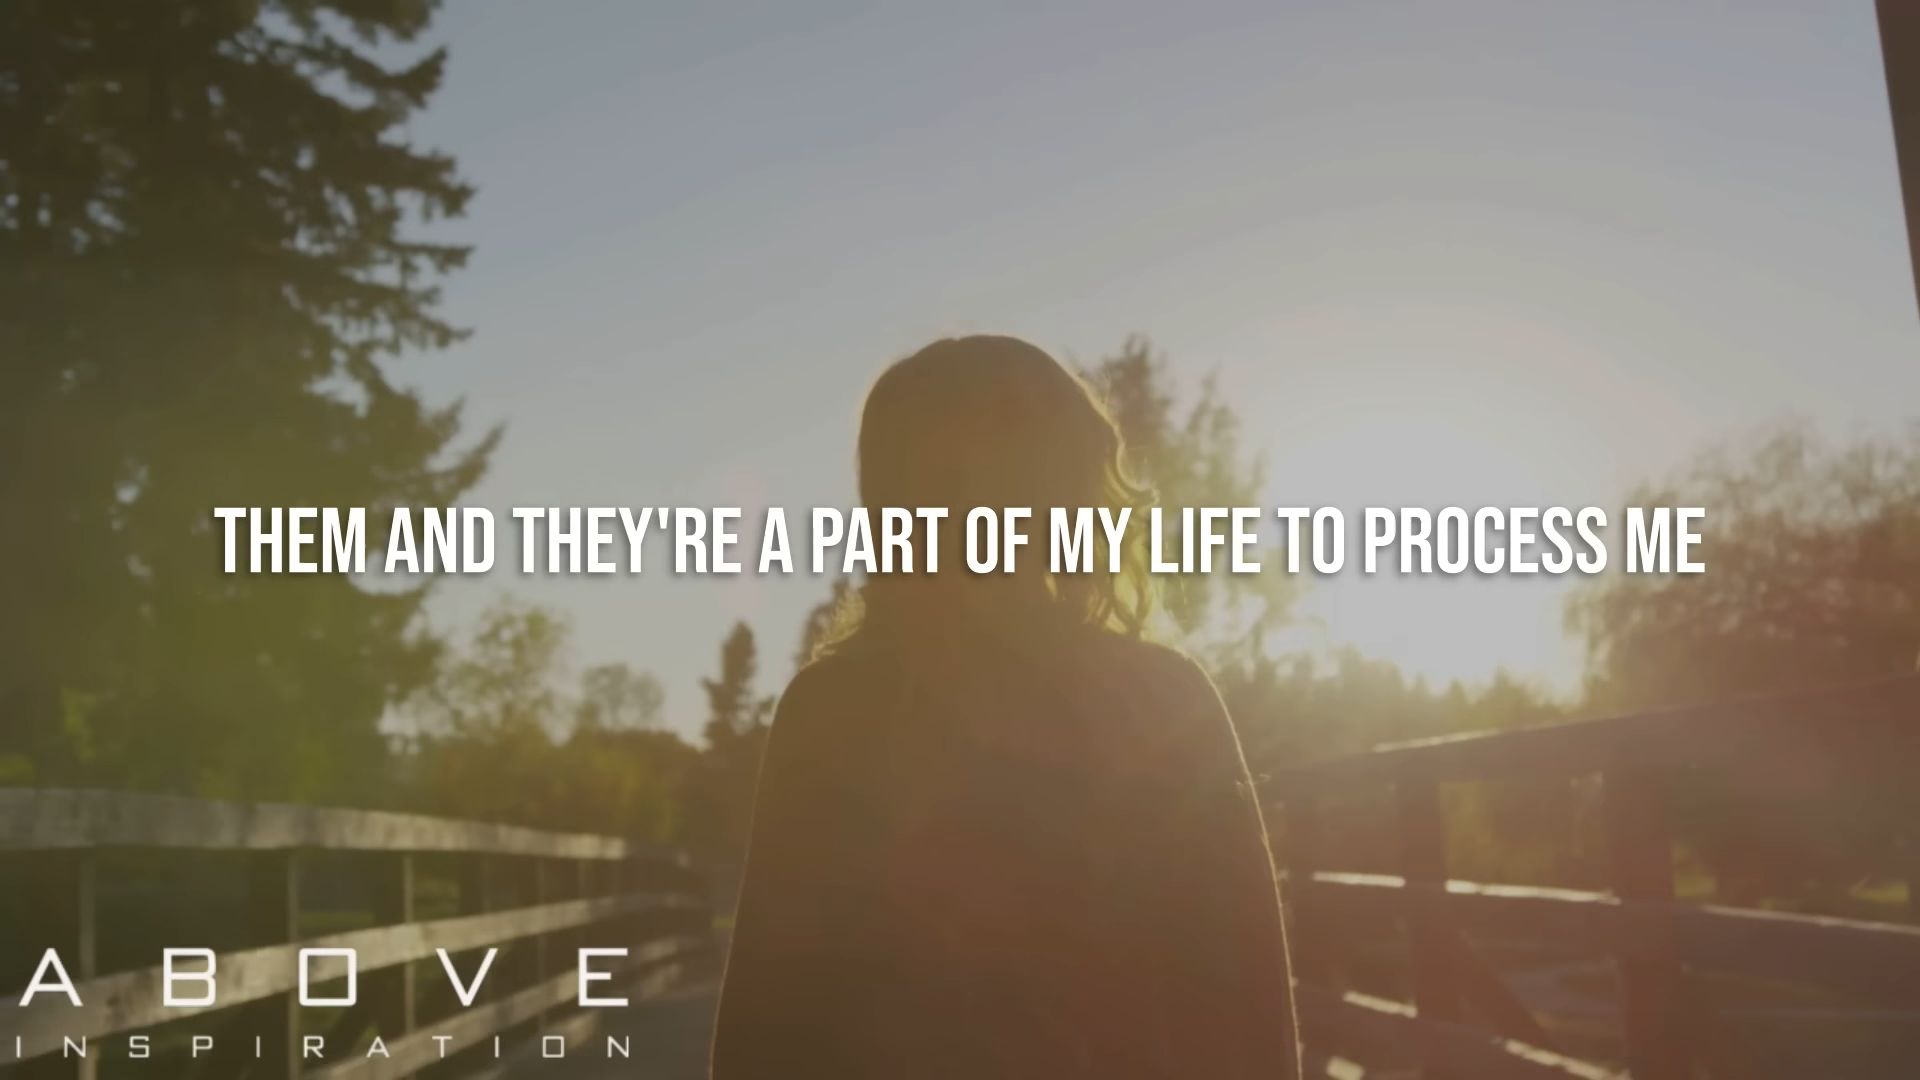 THEM AND THEY'RE A PART OF MY LIFE TO PROCESS ME
ABOVE
INSPIRATION